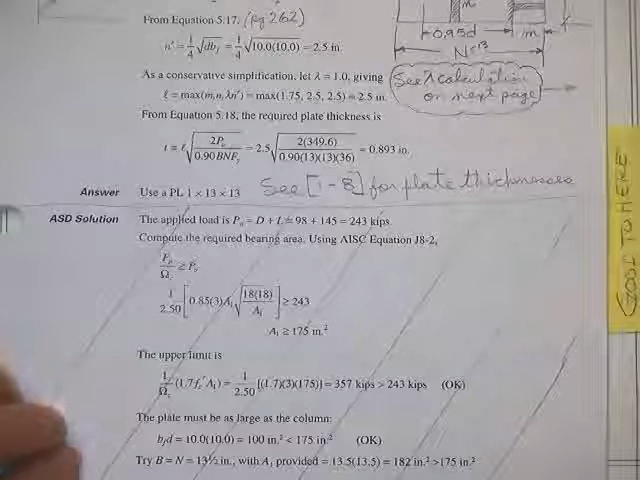 From Equation 5.17, (pg 262)
n' = 1/4 √(db_f) = 1/4 √(10.0(10.0)) = 2.5 in.
0.95d
m
N=13
As a conservative simplification, let λ = 1.0, giving
ℓ = max(m, n, λn') = max(1.75, 2.5, 2.5) = 2.5 in.
See λ calculation
on next page
From Equation 5.18, the required plate thickness is
t = ℓ √(2P_u / 0.90BNF_y) = 2.5 √(2(349.6) / 0.90(13)(13)(36)) = 0.893 in.
Answer Use a PL 1 × 13 × 13 See [1-8] for plate thicknesses
ASD Solution The applied load is P_a = D + L = 98 + 145 = 243 kips.
Compute the required bearing area. Using AISC Equation J8-2,
P_p / Ω_c ≥ P_a
1/2.50 [0.85(3)A₁ √(18(18) / A₁)] ≥ 243
A₁ ≥ 175 in.²
The upper limit is
1/Ω_c (1.7f_c'A₁) = 1/2.50 [(1.7)(3)(175)] = 357 kips > 243 kips (OK)
The plate must be as large as the column:
b_f d = 10.0(10.0) = 100 in.² < 175 in.² (OK)
Try B = N = 13½ in., with A₁ provided = 13.5(13.5) = 182 in.² > 175 in.²
GOOD TO HERE